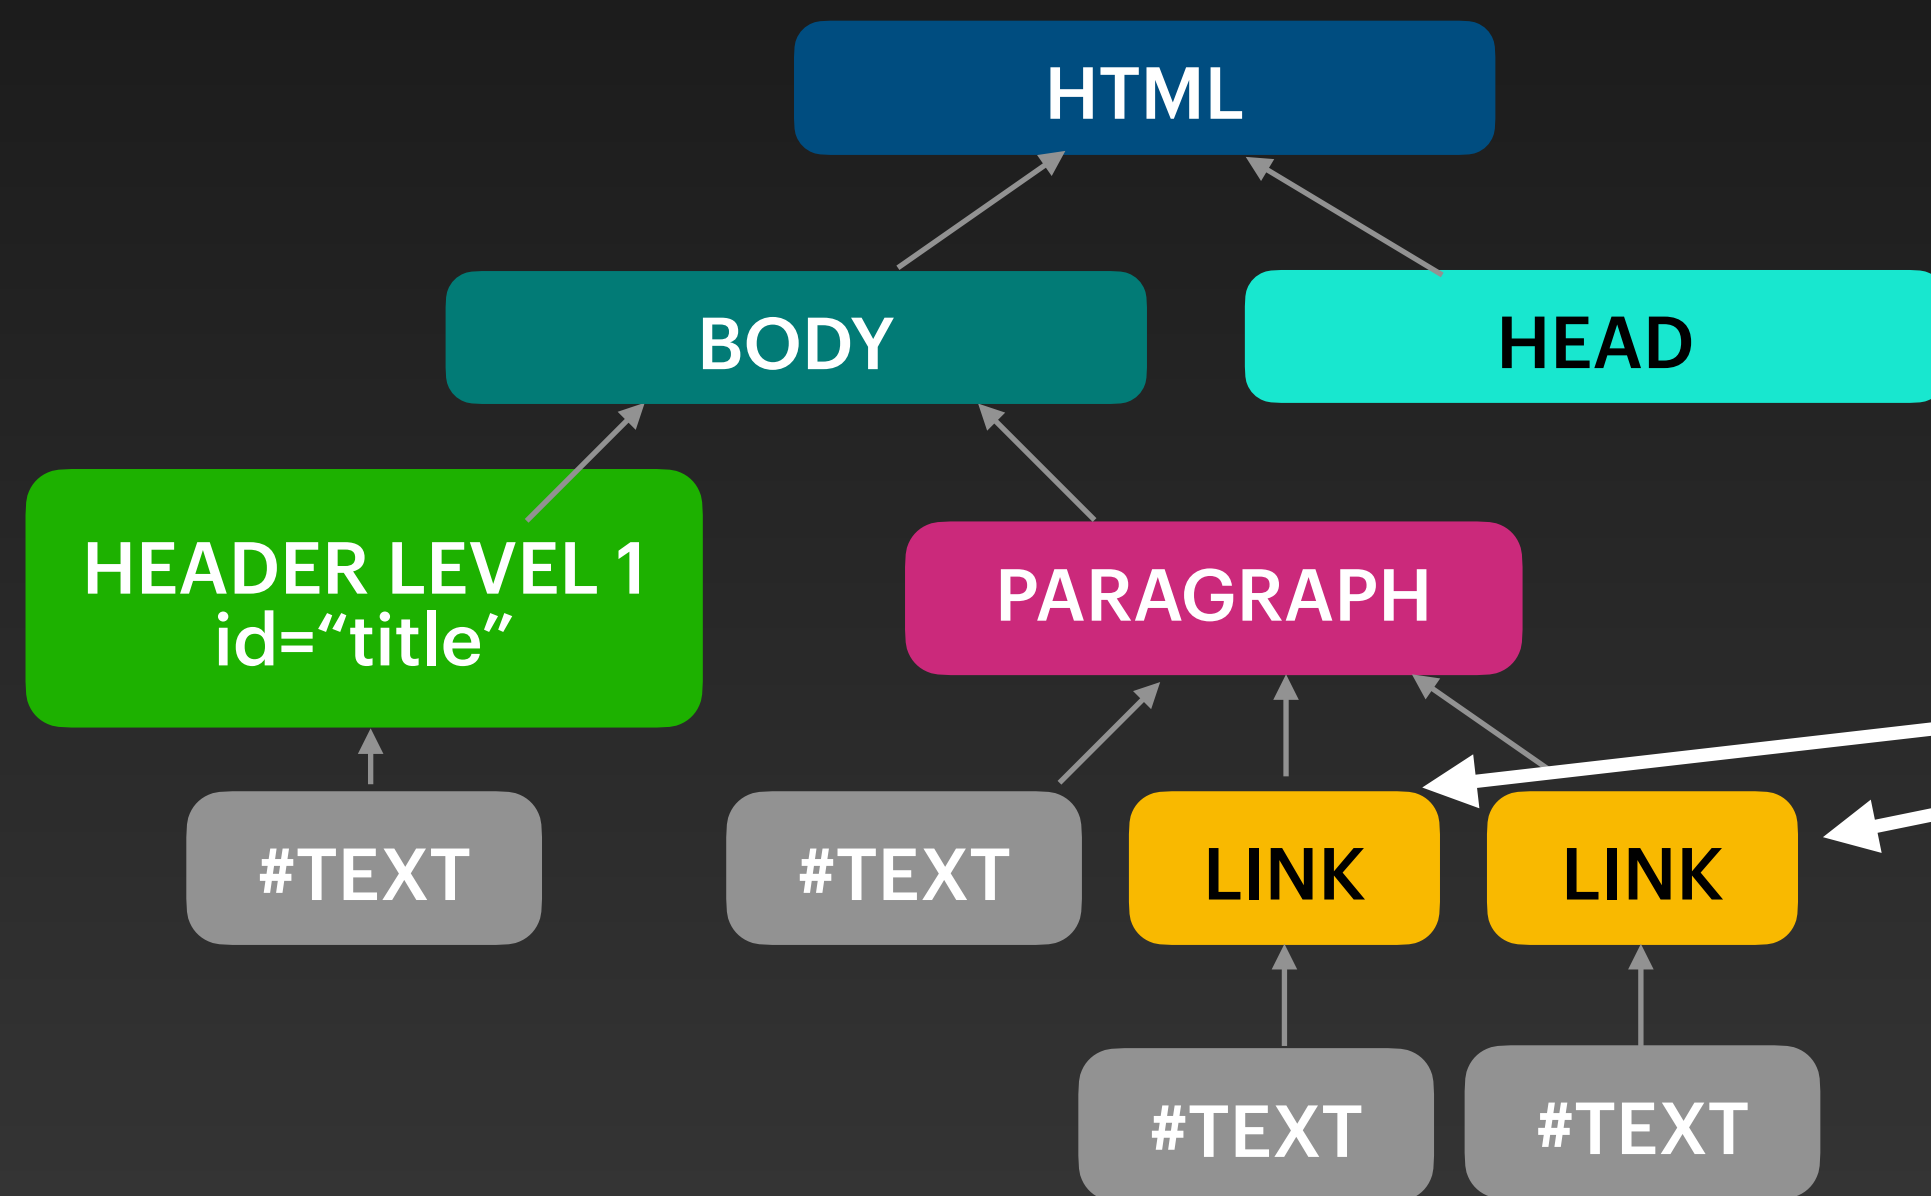 HTML
BODY
HEAD
HEADER LEVEL 1
id=“title”
PARAGRAPH
#TEXT
#TEXT
LINK
LINK
#TEXT
#TEXT